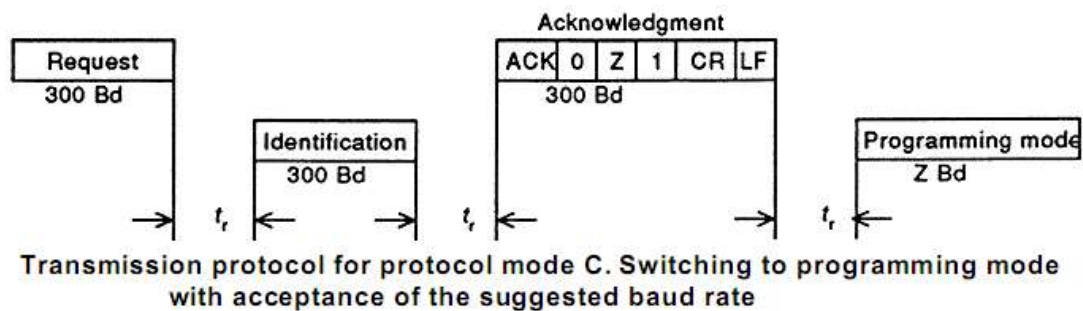 Acknowledgment
Request
ACK 0 Z 1 CR LF
300 Bd
300 Bd
Identification
300 Bd
Programming mode
Z Bd
tr tr tr
Transmission protocol for protocol mode C. Switching to programming mode
with acceptance of the suggested baud rate